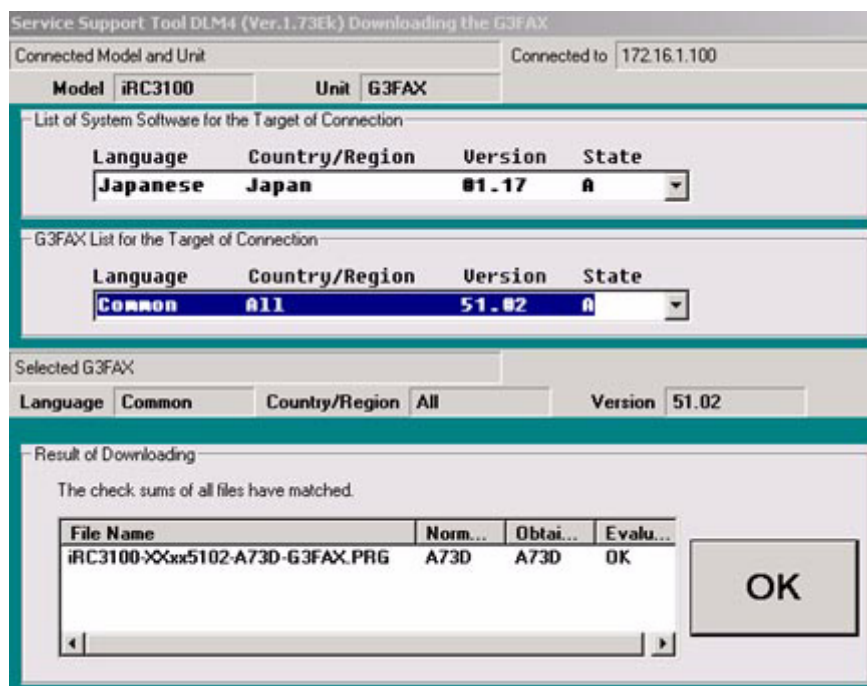 Service Support Tool DLM4 (Ver.1.73Ek) Downloading the G3FAX
Connected Model and Unit Connected to 172.16.1.100
Model iRC3100 Unit G3FAX
List of System Software for the Target of Connection
Language Country/Region Version State
Japanese Japan 01.17 A
G3FAX List for the Target of Connection
Language Country/Region Version State
Common All 51.02 A
Selected G3FAX
Language Common Country/Region All Version 51.02
Result of Downloading
The check sums of all files have matched.
File Name Norm... Obtai... Evalu...
iRC3100-XXxx5102-A73D-G3FAX.PRG A73D A73D OK
OK